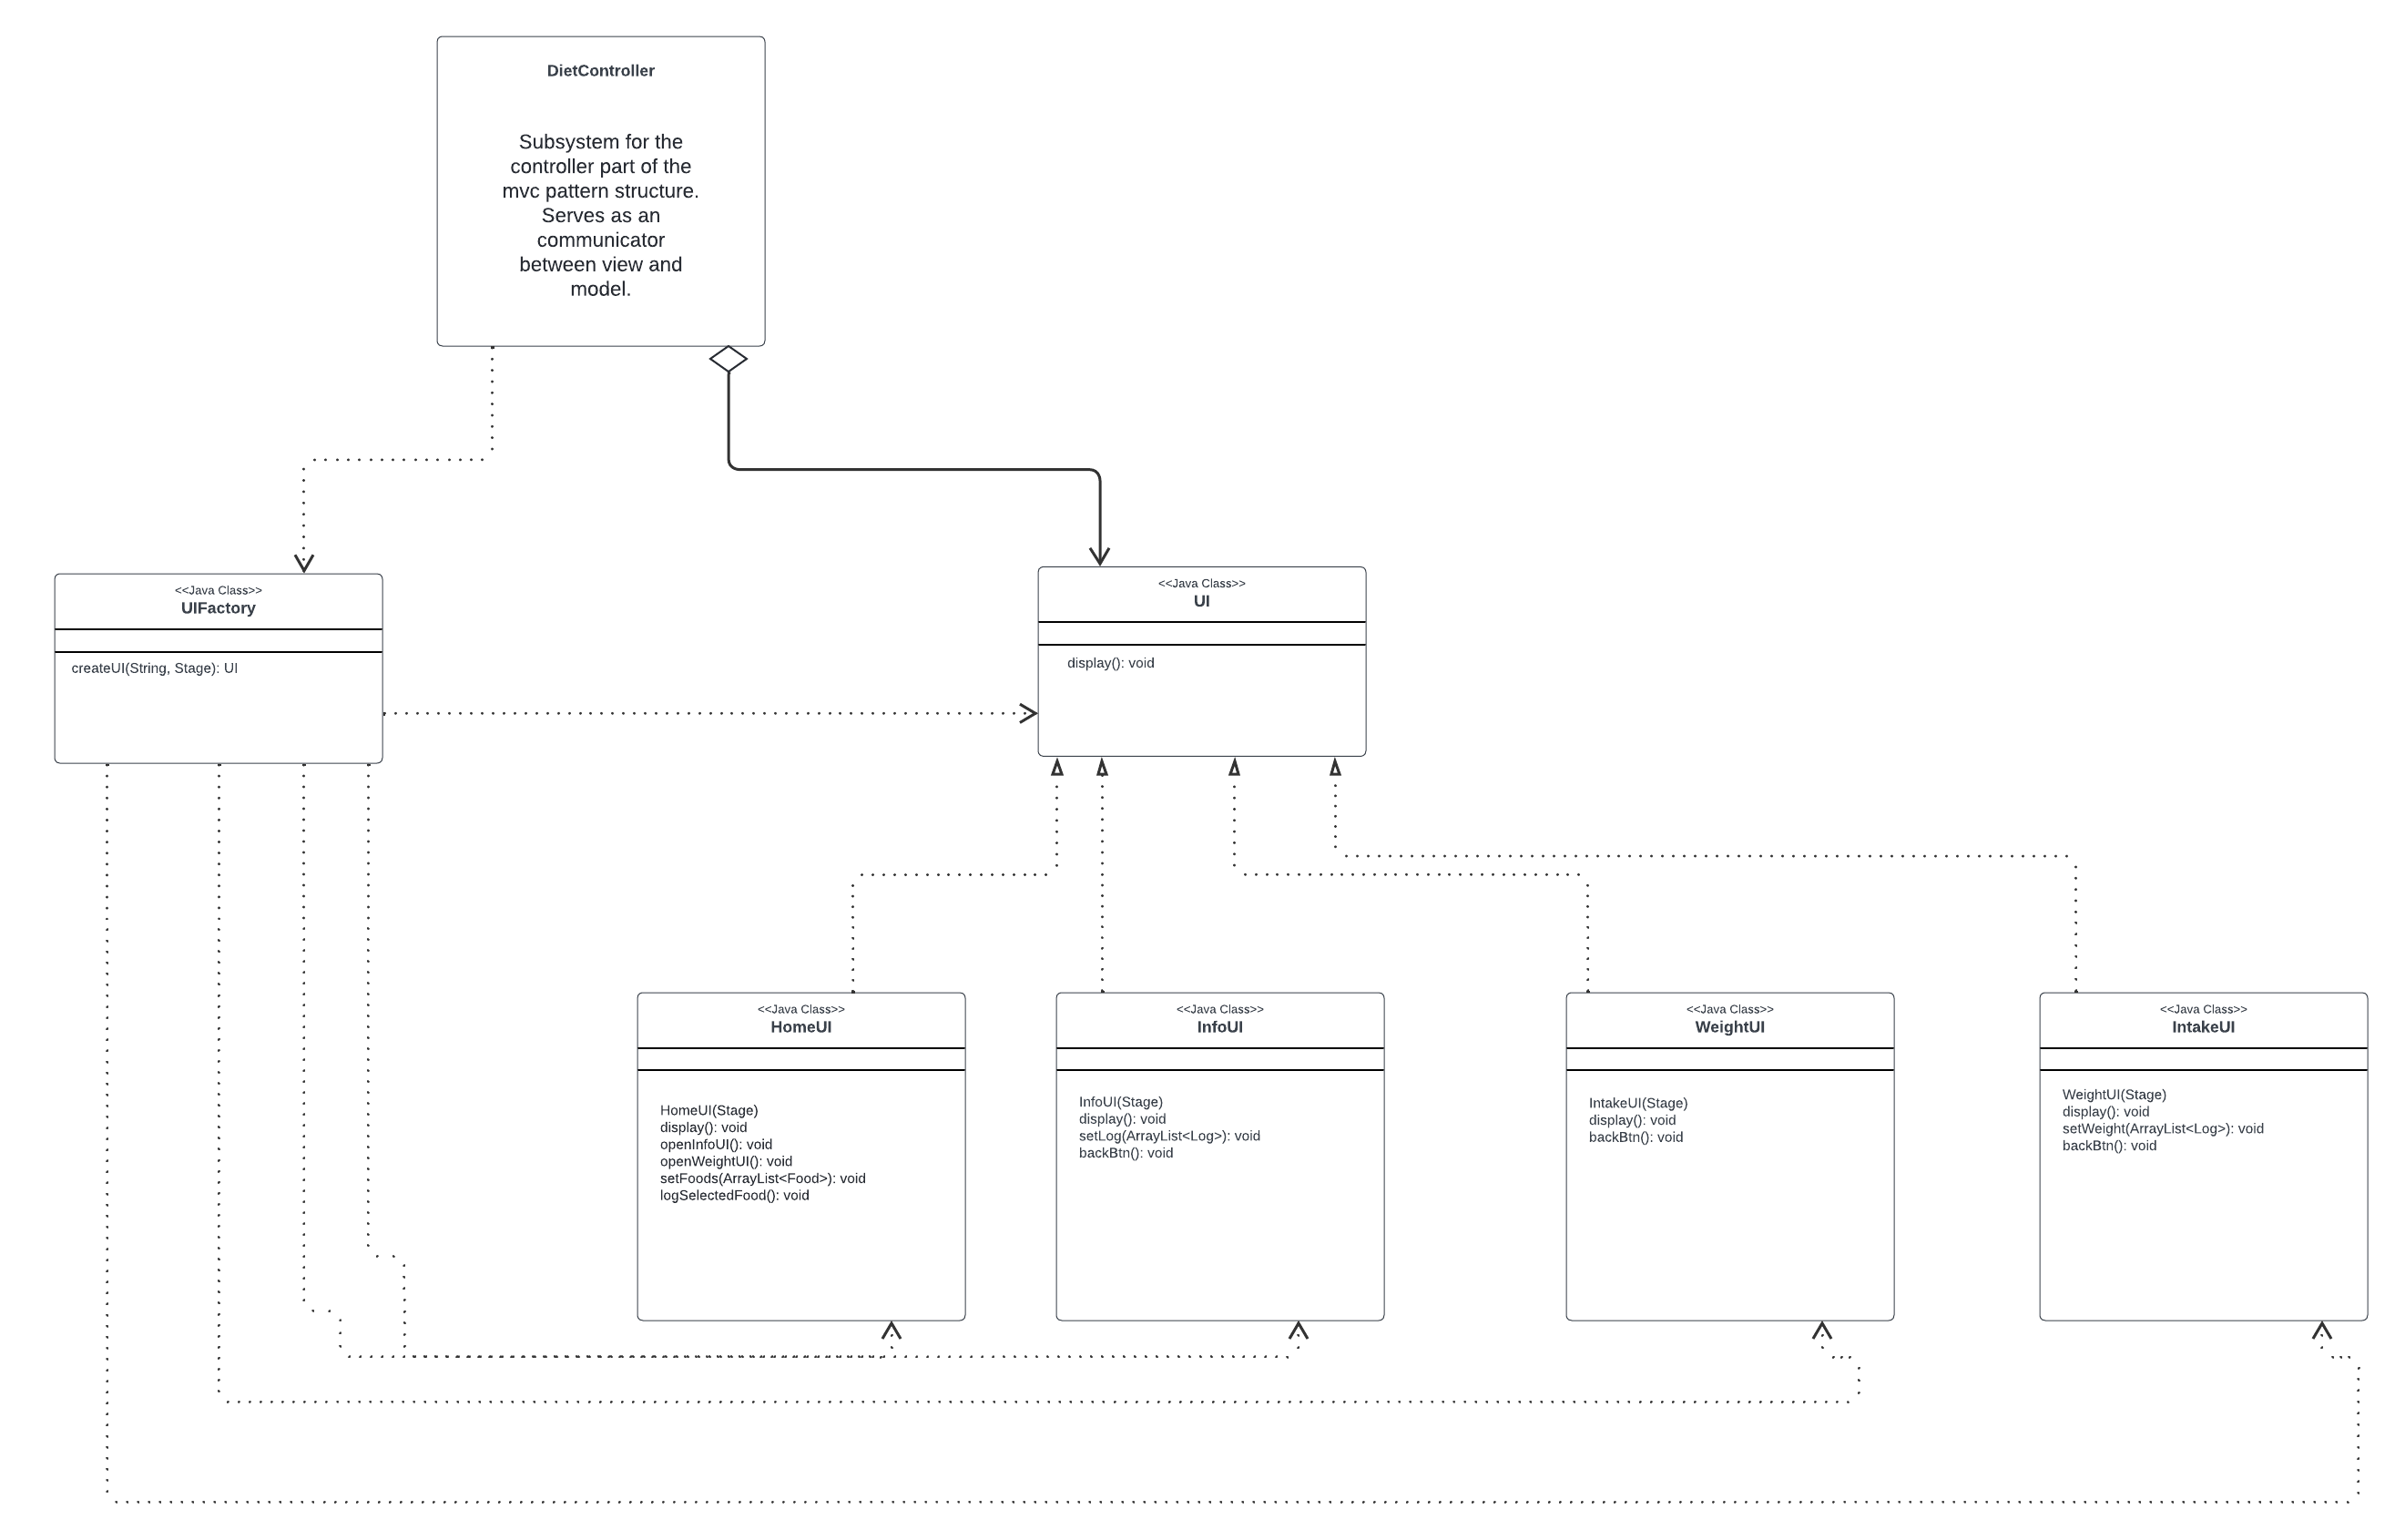 DietController
Subsystem for the
controller part of the
mvc pattern structure.
Serves as an
communicator
between view and
model.
<<Java Class>>
UIFactory
createUI(String, Stage): UI
<<Java Class>>
UI
display(): void
<<Java Class>>
HomeUI
HomeUI(Stage)
display(): void
openInfoUI(): void
openWeightUI(): void
setFoods(ArrayList<Food>): void
logSelectedFood(): void
<<Java Class>>
InfoUI
InfoUI(Stage)
display(): void
setLog(ArrayList<Log>): void
backBtn(): void
<<Java Class>>
WeightUI
IntakeUI(Stage)
display(): void
backBtn(): void
<<Java Class>>
IntakeUI
WeightUI(Stage)
display(): void
setWeight(ArrayList<Log>): void
backBtn(): void